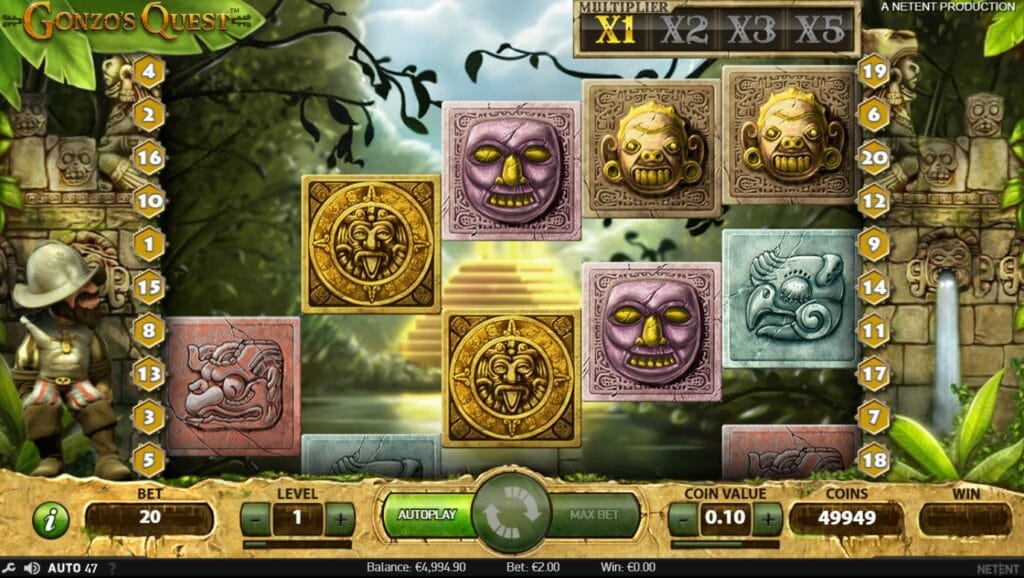 GONZO'S QUEST™
MULTIPLIER
X1 X2 X3 X5
A NETENT PRODUCTION
4
2
16
10
1
15
8
13
3
5
19
6
20
12
9
14
11
17
7
18
BET
20
LEVEL
- 1 +
AUTOPLAY
MAX BET
COIN VALUE
- 0.10 +
COINS
49949
WIN
i
AUTO 47 ?
Balance: €4,994.90 Bet: €2.00 Win: €0.00
NETENT